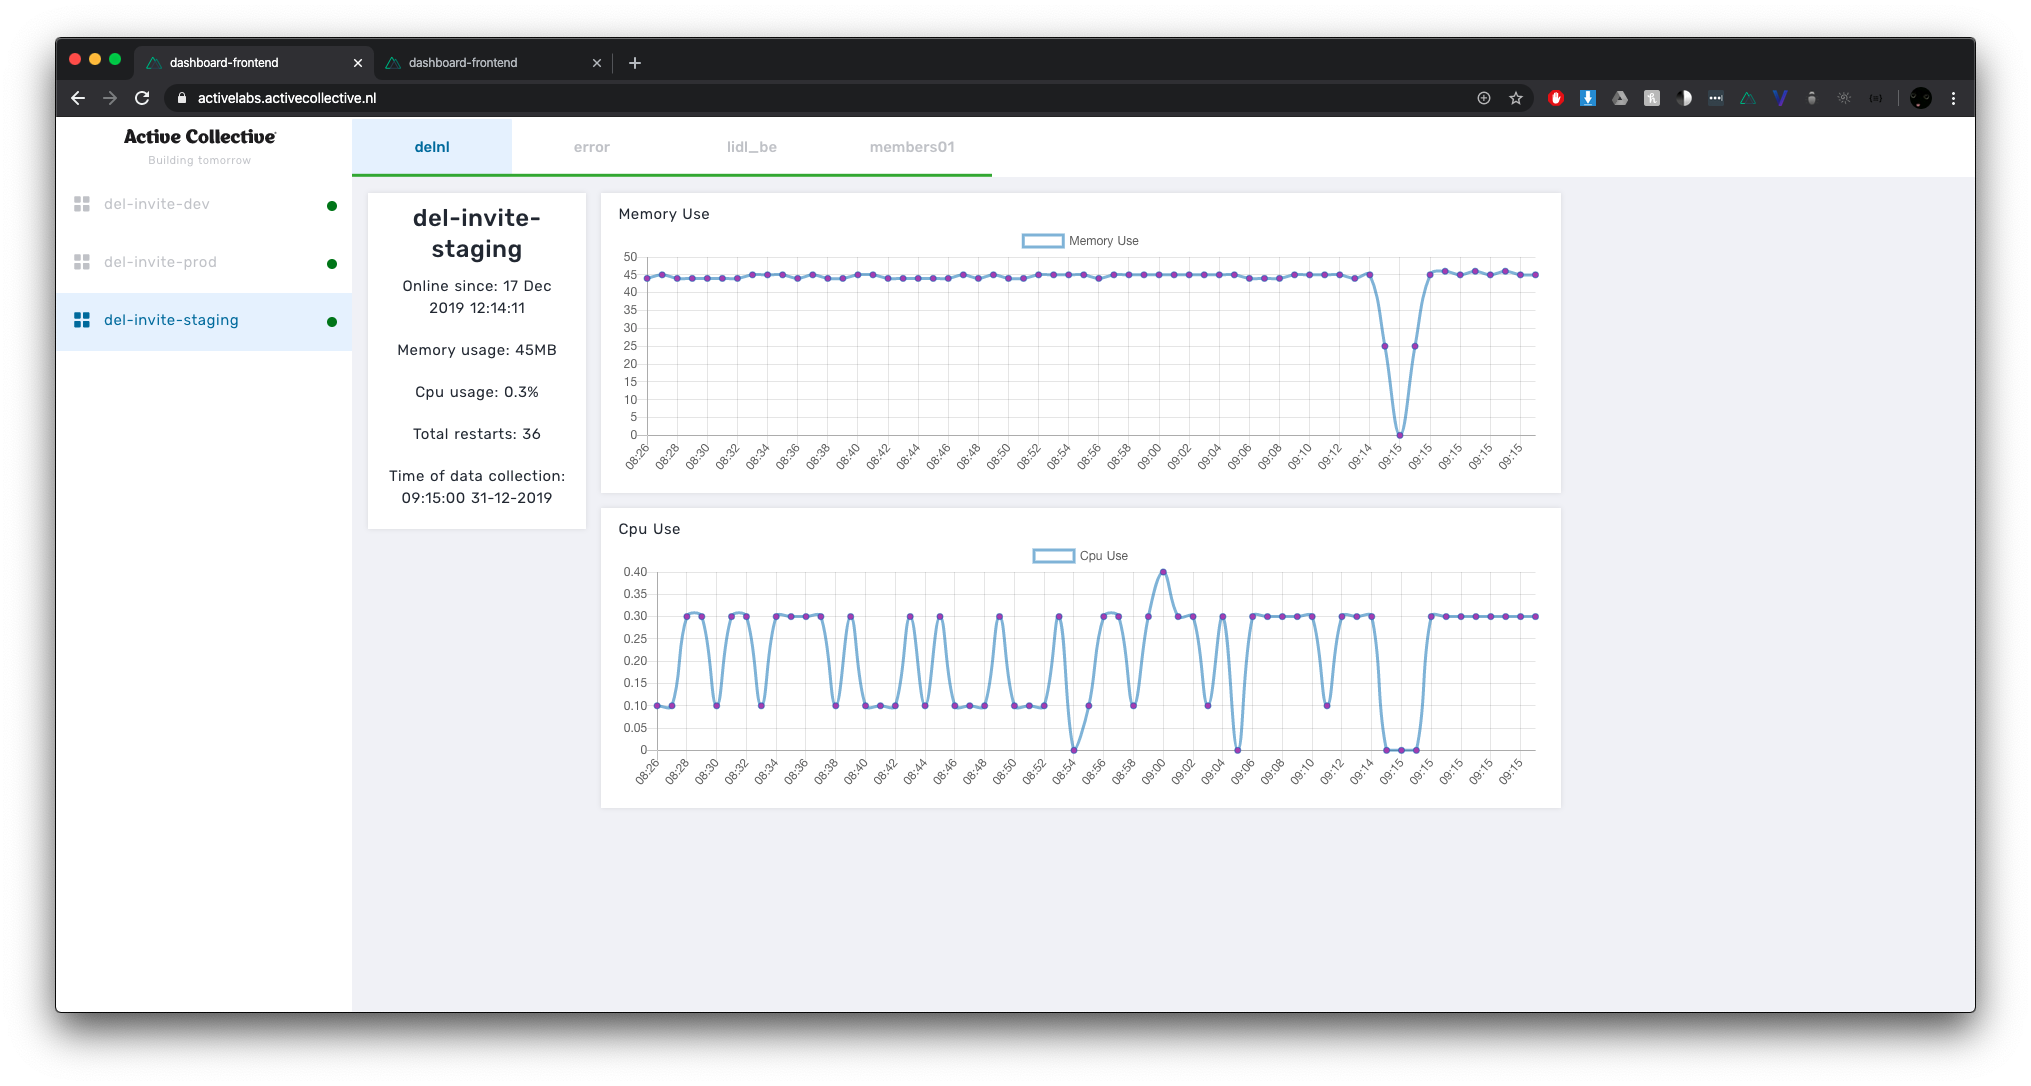 dashboard-frontend
dashboard-frontend
activelabs.activecollective.nl
Active Collective
Building tomorrow
del-invite-dev
del-invite-prod
del-invite-staging
delnl error lidl_be members01
del-invite-
staging
Online since: 17 Dec
2019 12:14:11
Memory usage: 45MB
Cpu usage: 0.3%
Total restarts: 36
Time of data collection:
09:15:00 31-12-2019
Memory Use
Memory Use
50
45
40
35
30
25
20
15
10
5
0
08:26 08:28 08:30 08:32 08:34 08:36 08:38 08:40 08:42 08:44 08:46 08:48 08:50 08:52 08:54 08:56 08:58 09:00 09:02 09:04 09:06 09:08 09:10 09:12 09:14 09:15 09:15 09:15 09:15 09:15
Cpu Use
Cpu Use
0.40
0.35
0.30
0.25
0.20
0.15
0.10
0.05
0
08:26 08:28 08:30 08:32 08:34 08:36 08:38 08:40 08:42 08:44 08:46 08:48 08:50 08:52 08:54 08:56 08:58 09:00 09:02 09:04 09:06 09:08 09:10 09:12 09:14 09:15 09:15 09:15 09:15 09:15